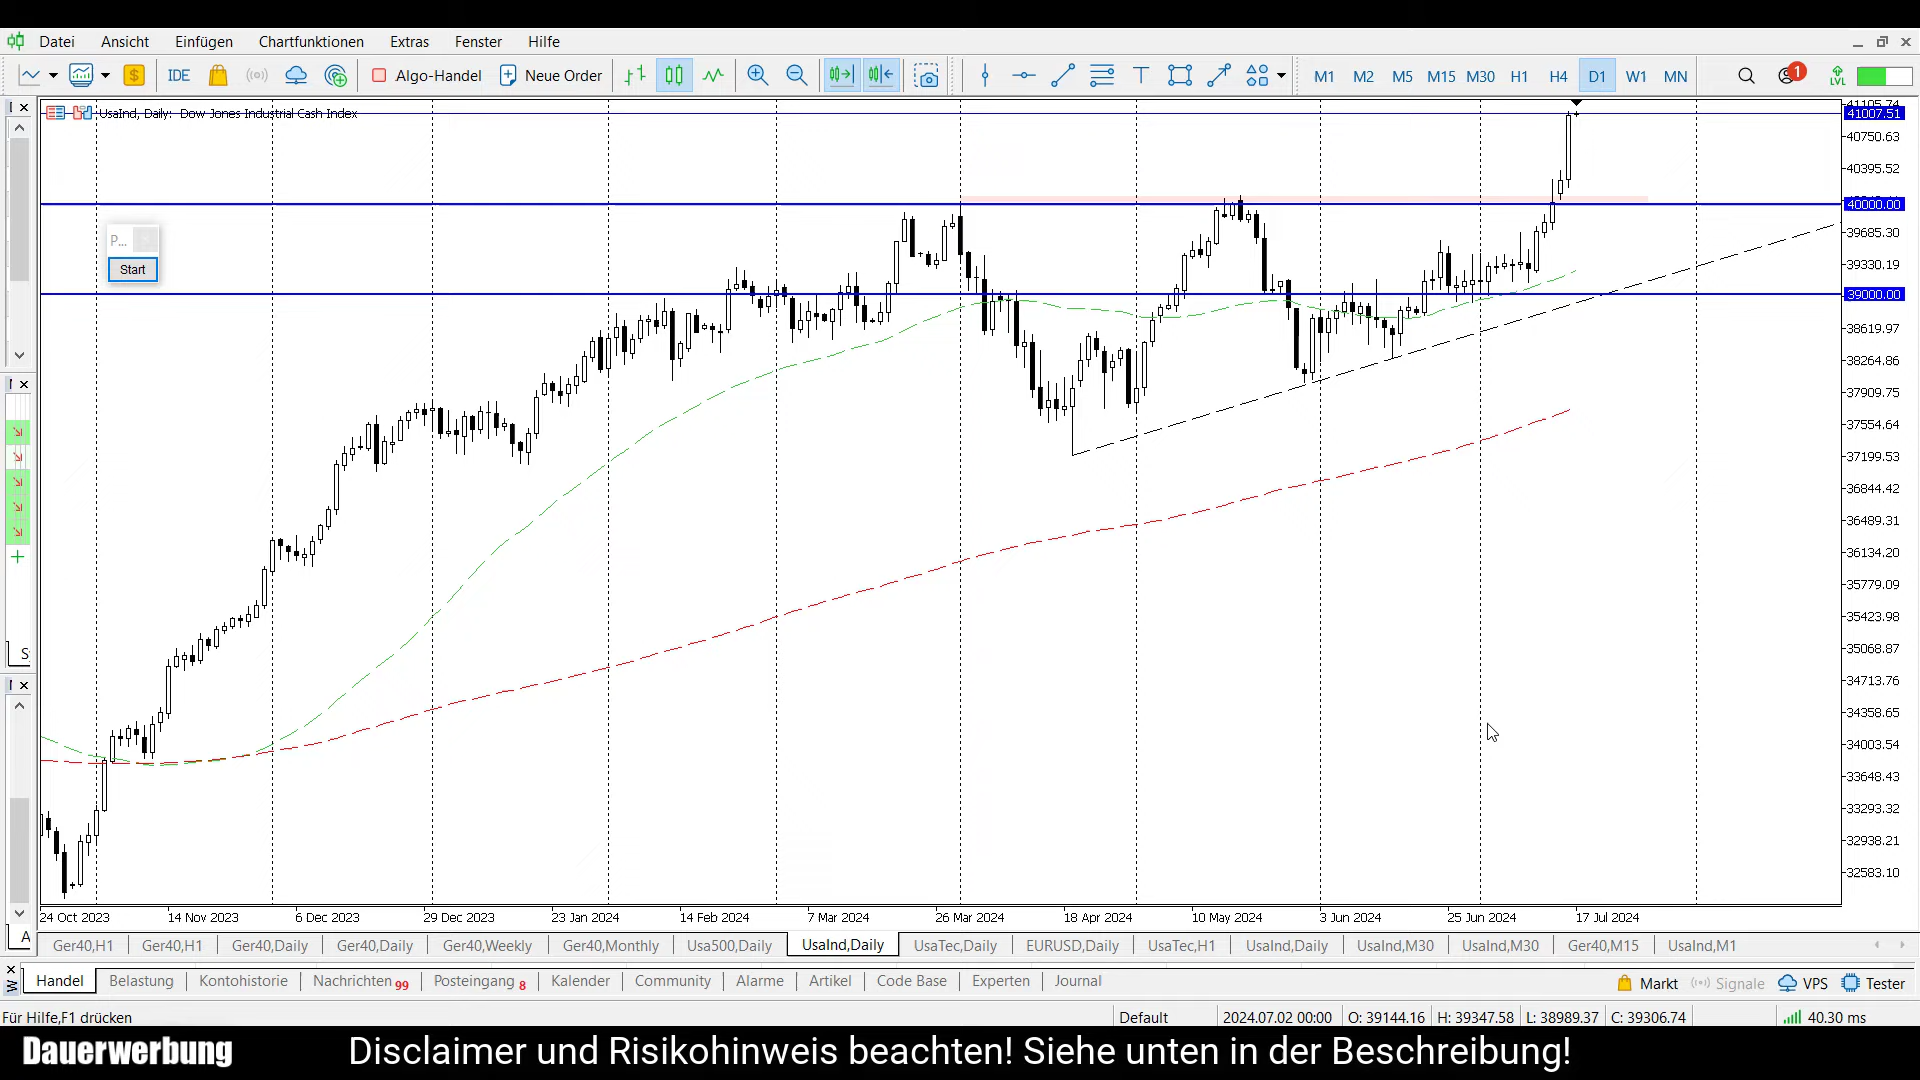 Datei Ansicht Einfügen Chartfunktionen Extras Fenster Hilfe
IDE Algo-Handel Neue Order M1 M2 M5 M15 M30 H1 H4 D1 W1 MN 1 LVL
UsaInd, Daily: Dow Jones Industrial Cash Index
P...
Start
41105.74
41007.51
40750.63
40395.52
40000.00
39685.30
39330.19
39000.00
38619.97
38264.86
37909.75
37554.64
37199.53
36844.42
36489.31
36134.20
35779.09
35423.98
35068.87
34713.76
34358.65
34003.54
33648.43
33293.32
32938.21
32583.10
24 Oct 2023 14 Nov 2023 6 Dec 2023 29 Dec 2023 23 Jan 2024 14 Feb 2024 7 Mar 2024 26 Mar 2024 18 Apr 2024 10 May 2024 3 Jun 2024 25 Jun 2024 17 Jul 2024
Ger40,H1 Ger40,H1 Ger40,Daily Ger40,Daily Ger40,Weekly Ger40,Monthly Usa500,Daily UsaInd,Daily UsaTec,Daily EURUSD,Daily UsaTec,H1 UsaInd,Daily UsaInd,M30 UsaInd,M30 Ger40,M15 UsaInd,M1
Handel Belastung Kontohistorie Nachrichten 99 Posteingang 8 Kalender Community Alarme Artikel Code Base Experten Journal Markt Signale VPS Tester
Für Hilfe,F1 drücken Default 2024.07.02 00:00 O: 39144.16 H: 39347.58 L: 38989.37 C: 39306.74 40.30 ms
Dauerwerbung Disclaimer und Risikohinweis beachten! Siehe unten in der Beschreibung!